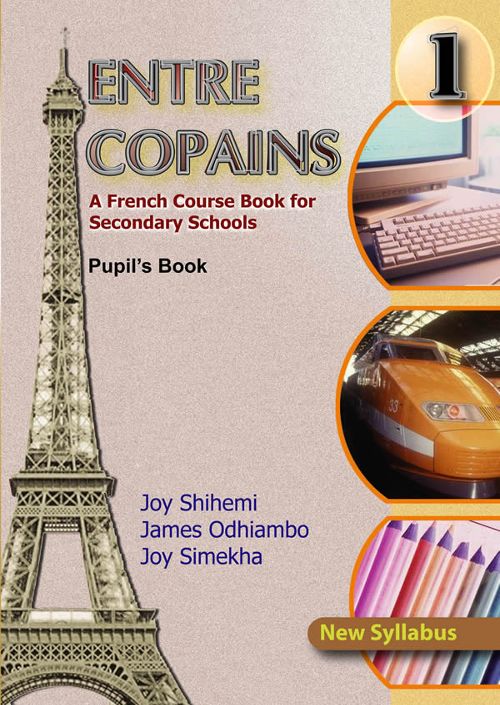 1
ENTRE
COPAINS
A French Course Book for
Secondary Schools
Pupil's Book
33
Joy Shihemi
James Odhiambo
Joy Simekha
New Syllabus